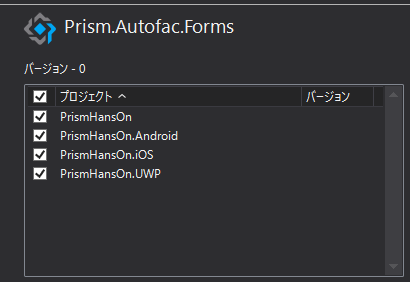 Prism.Autofac.Forms
バージョン - 0
プロジェクト バージョン
PrismHansOn
PrismHansOn.Android
PrismHansOn.iOS
PrismHansOn.UWP